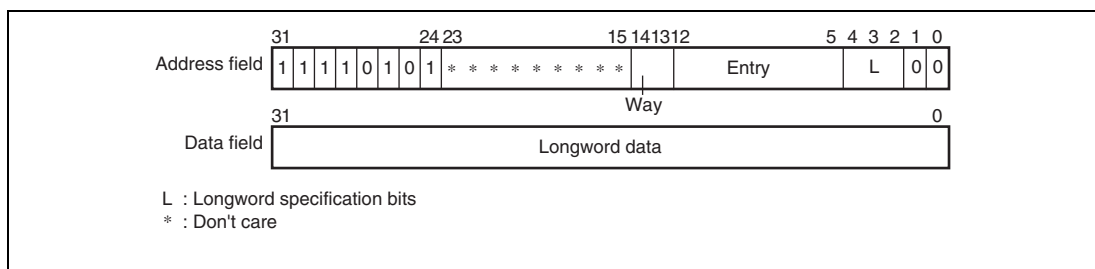 31 24 23 15 14 13 12 5 4 3 2 1 0
Address field 1 1 1 1 0 1 0 1 * * * * * * * * * Entry L 0 0
Way
31 0
Data field Longword data
L : Longword specification bits
* : Don't care